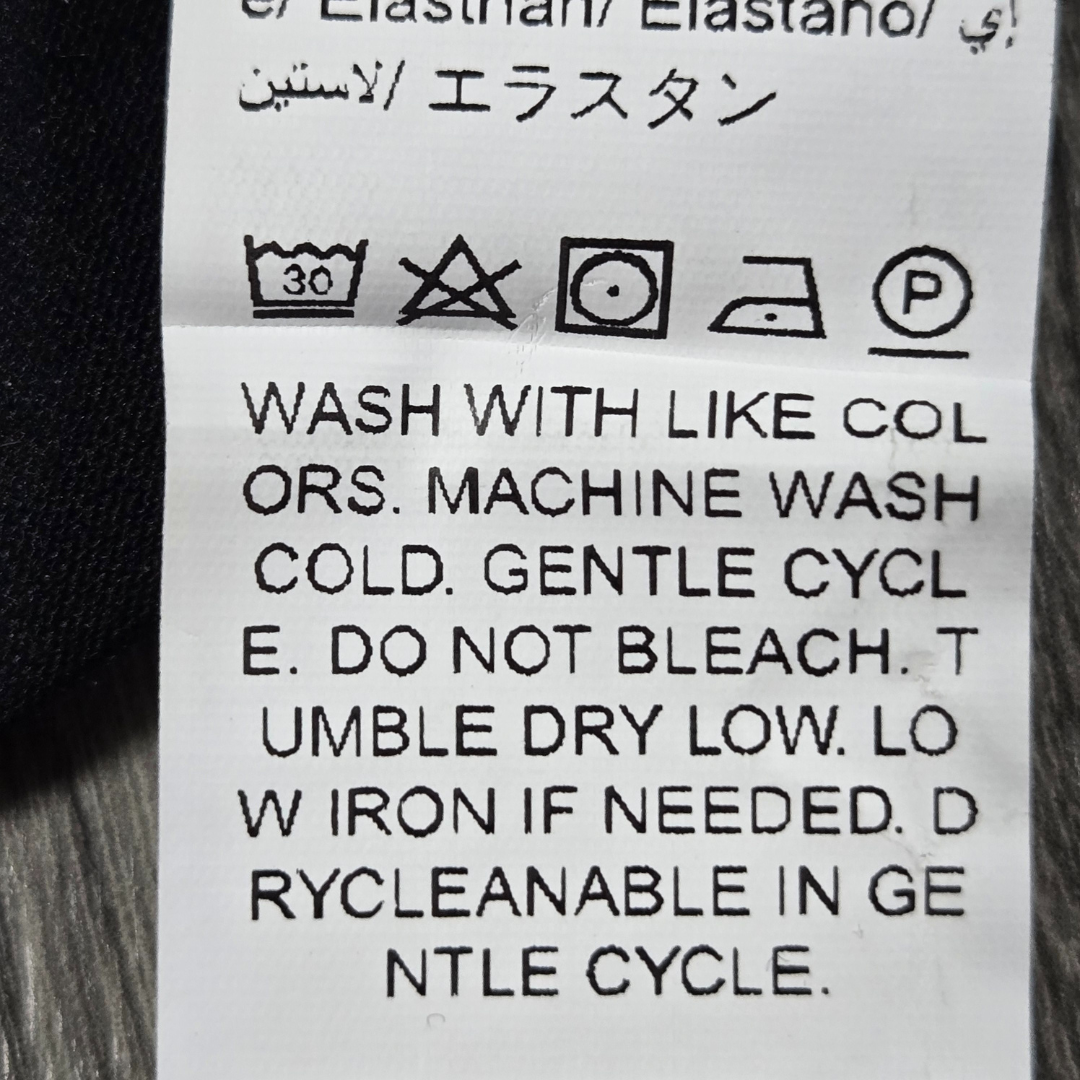 e/ Elasthan/ Elastano/ إي
لاستين/ エラスタン
30
P
WASH WITH LIKE COL
ORS. MACHINE WASH
COLD. GENTLE CYCL
E. DO NOT BLEACH. T
UMBLE DRY LOW. LO
W IRON IF NEEDED. D
RYCLEANABLE IN GE
NTLE CYCLE.